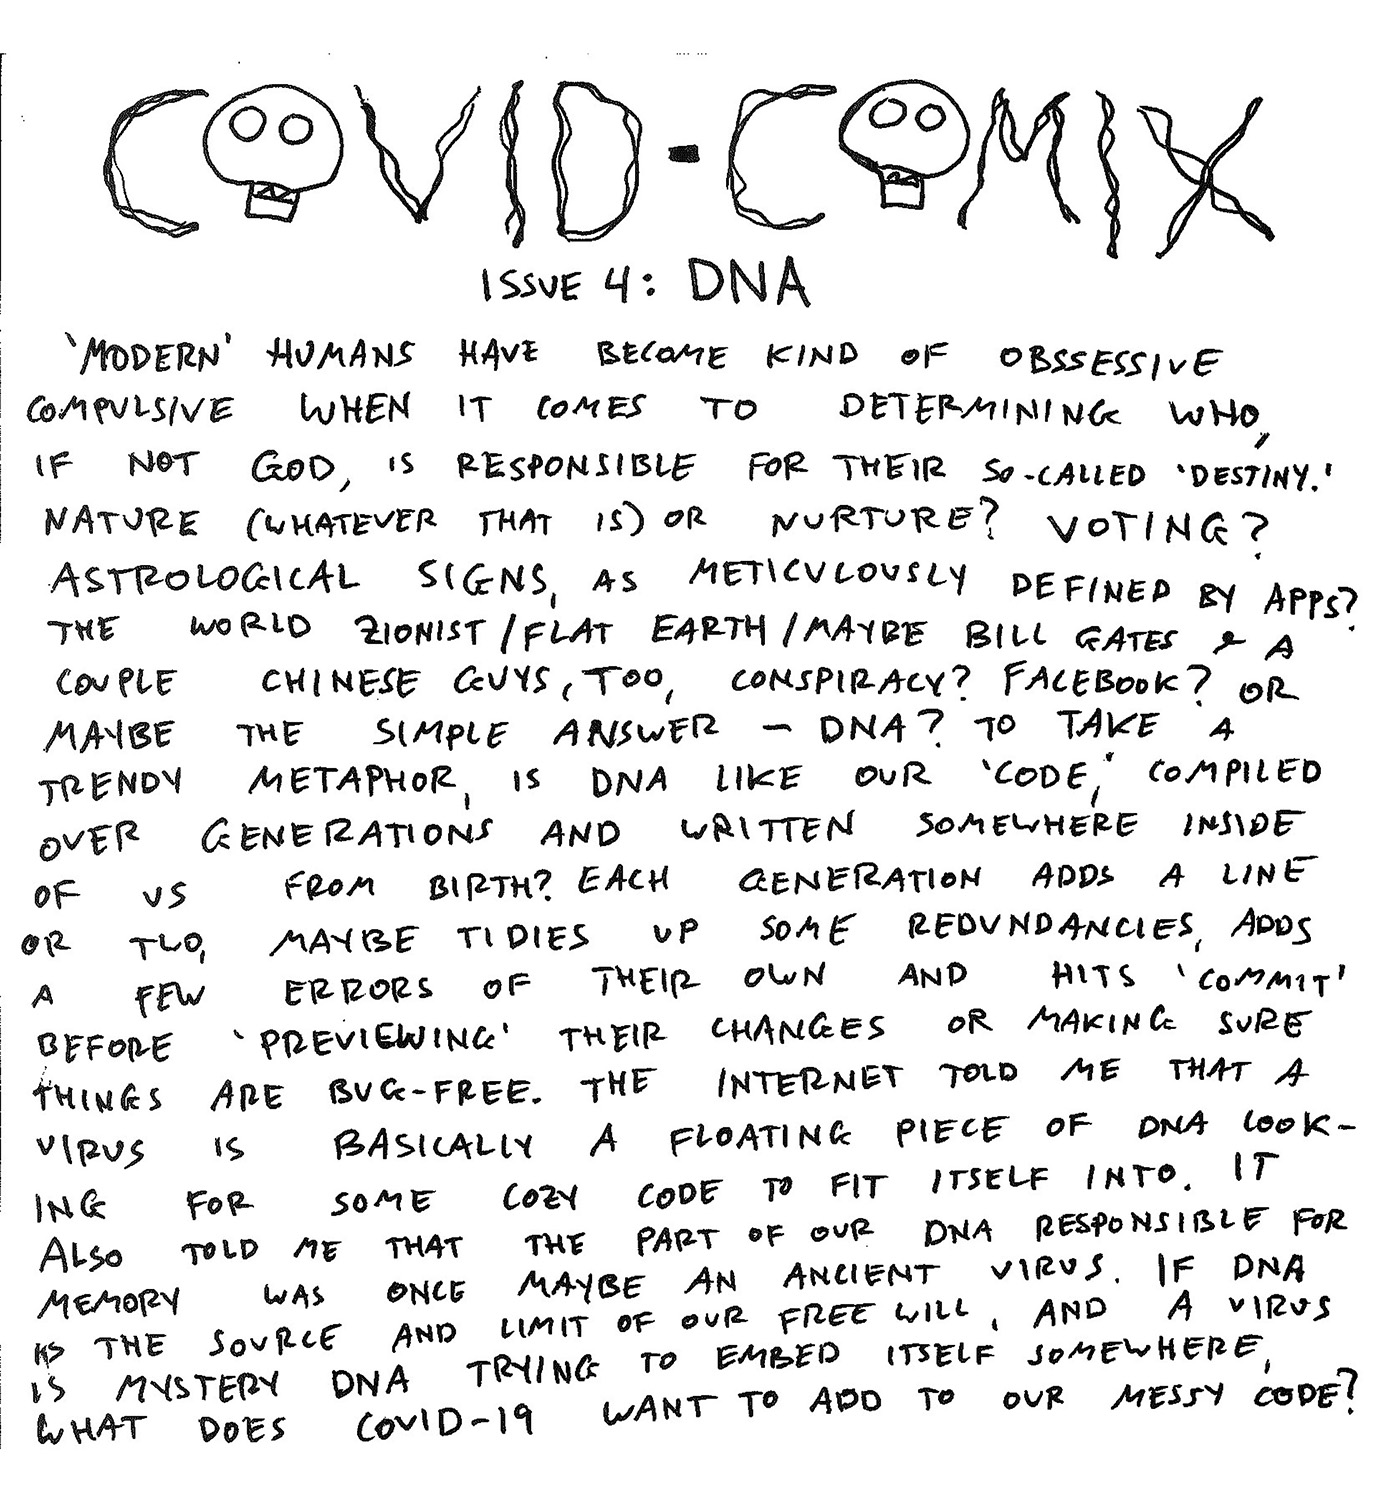 COVID-COMIX
ISSUE 4: DNA
'MODERN' HUMANS HAVE BECOME KIND OF OBSSESSIVE
COMPULSIVE WHEN IT COMES TO DETERMINING WHO,
IF NOT GOD, IS RESPONSIBLE FOR THEIR SO-CALLED 'DESTINY.'
NATURE (WHATEVER THAT IS) OR NURTURE? VOTING?
ASTROLOGICAL SIGNS, AS METICULOUSLY DEFINED BY APPS?
THE WORLD ZIONIST/FLAT EARTH/MAYBE BILL GATES & A
COUPLE CHINESE GUYS, TOO, CONSPIRACY? FACEBOOK? OR
MAYBE THE SIMPLE ANSWER - DNA? TO TAKE A
TRENDY METAPHOR, IS DNA LIKE OUR 'CODE,' COMPILED
OVER GENERATIONS AND WRITTEN SOMEWHERE INSIDE
OF US FROM BIRTH? EACH GENERATION ADDS A LINE
OR TWO, MAYBE TIDIES UP SOME REDUNDANCIES, ADDS
A FEW ERRORS OF THEIR OWN AND HITS 'COMMIT'
BEFORE 'PREVIEWING' THEIR CHANGES OR MAKING SURE
THINGS ARE BUG-FREE. THE INTERNET TOLD ME THAT A
VIRUS IS BASICALLY A FLOATING PIECE OF DNA LOOK-
ING FOR SOME COZY CODE TO FIT ITSELF INTO. IT
ALSO TOLD ME THAT THE PART OF OUR DNA RESPONSIBLE FOR
MEMORY WAS ONCE MAYBE AN ANCIENT VIRUS. IF DNA
IS THE SOURCE AND LIMIT OF OUR FREE WILL, AND A VIRUS
IS MYSTERY DNA TRYING TO EMBED ITSELF SOMEWHERE,
WHAT DOES COVID-19 WANT TO ADD TO OUR MESSY CODE?